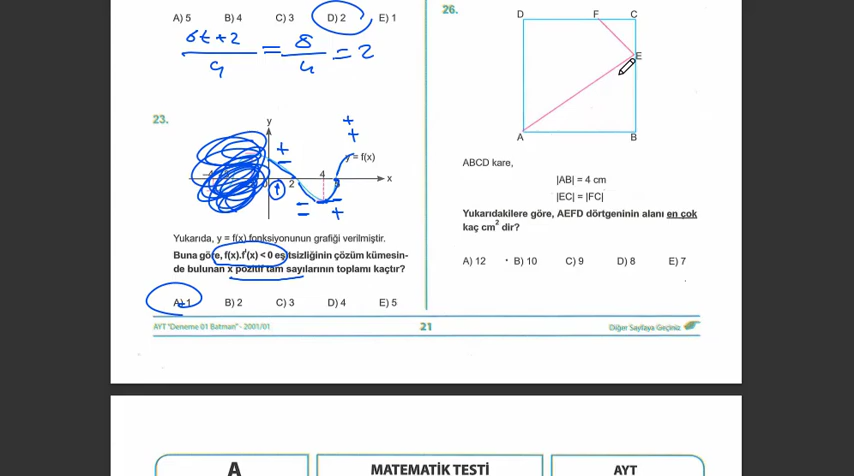 A) 5 B) 4 C) 3 D) 2 E) 1
6t + 2 / 4 = 8 / 4 = 2
23.
y
+
+
+
y = f(x)
4
x
2
+
+
Yukarıda, y = f(x) fonksiyonunun grafiği verilmiştir.
Buna göre, f(x).f'(x) < 0 eşitsizliğinin çözüm kümesin-
de bulunan x pozitif tam sayılarının toplamı kaçtır?
A) 1 B) 2 C) 3 D) 4 E) 5
26.
D F C
E
A B
ABCD kare,
|AB| = 4 cm
|EC| = |FC|
Yukarıdakilere göre, AEFD dörtgeninin alanı en çok
kaç cm² dir?
A) 12 B) 10 C) 9 D) 8 E) 7
AYT "Deneme 01 Batman" - 2001/01 21 Diğer Sayfaya Geçiniz
A MATEMATİK TESTİ AYT